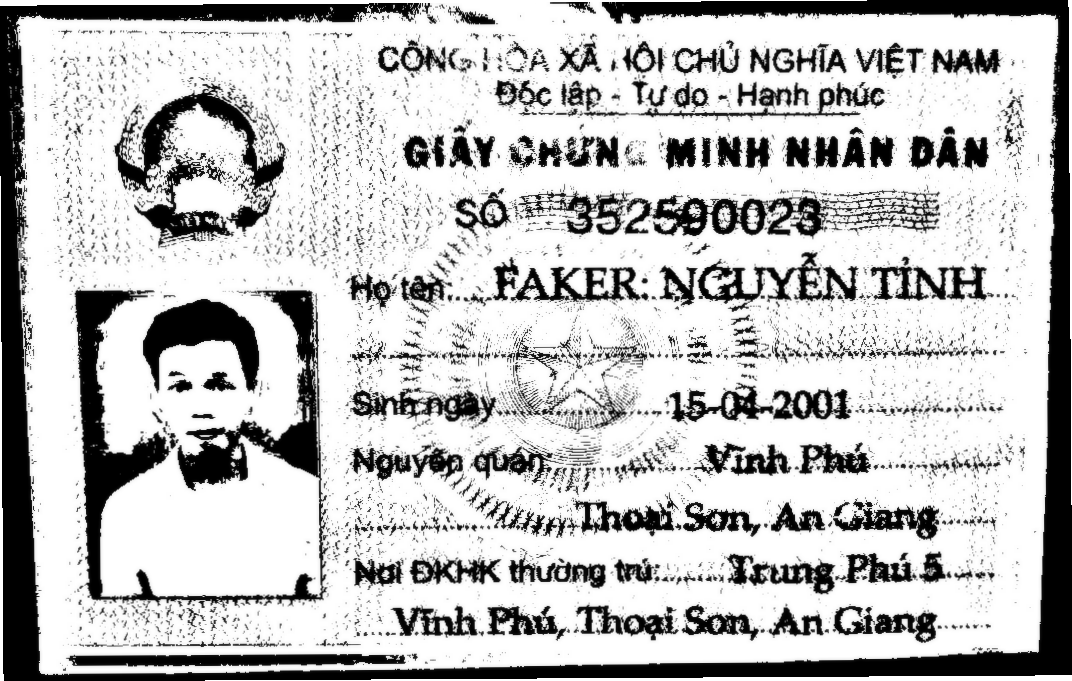 CỘNG HÒA XÃ HỘI CHỦ NGHĨA VIỆT NAM
Độc lập - Tự do - Hạnh phúc
GIẤY CHỨNG MINH NHÂN DÂN
SỐ 352590023
Họ tên: FAKER: NGUYỄN TỈNH
Sinh ngày 15-04-2001
Nguyên quán: Vĩnh Phú
Thoại Sơn, An Giang
Nơi ĐKHK thường trú: Trung Phú 5
Vĩnh Phú, Thoại Sơn, An Giang